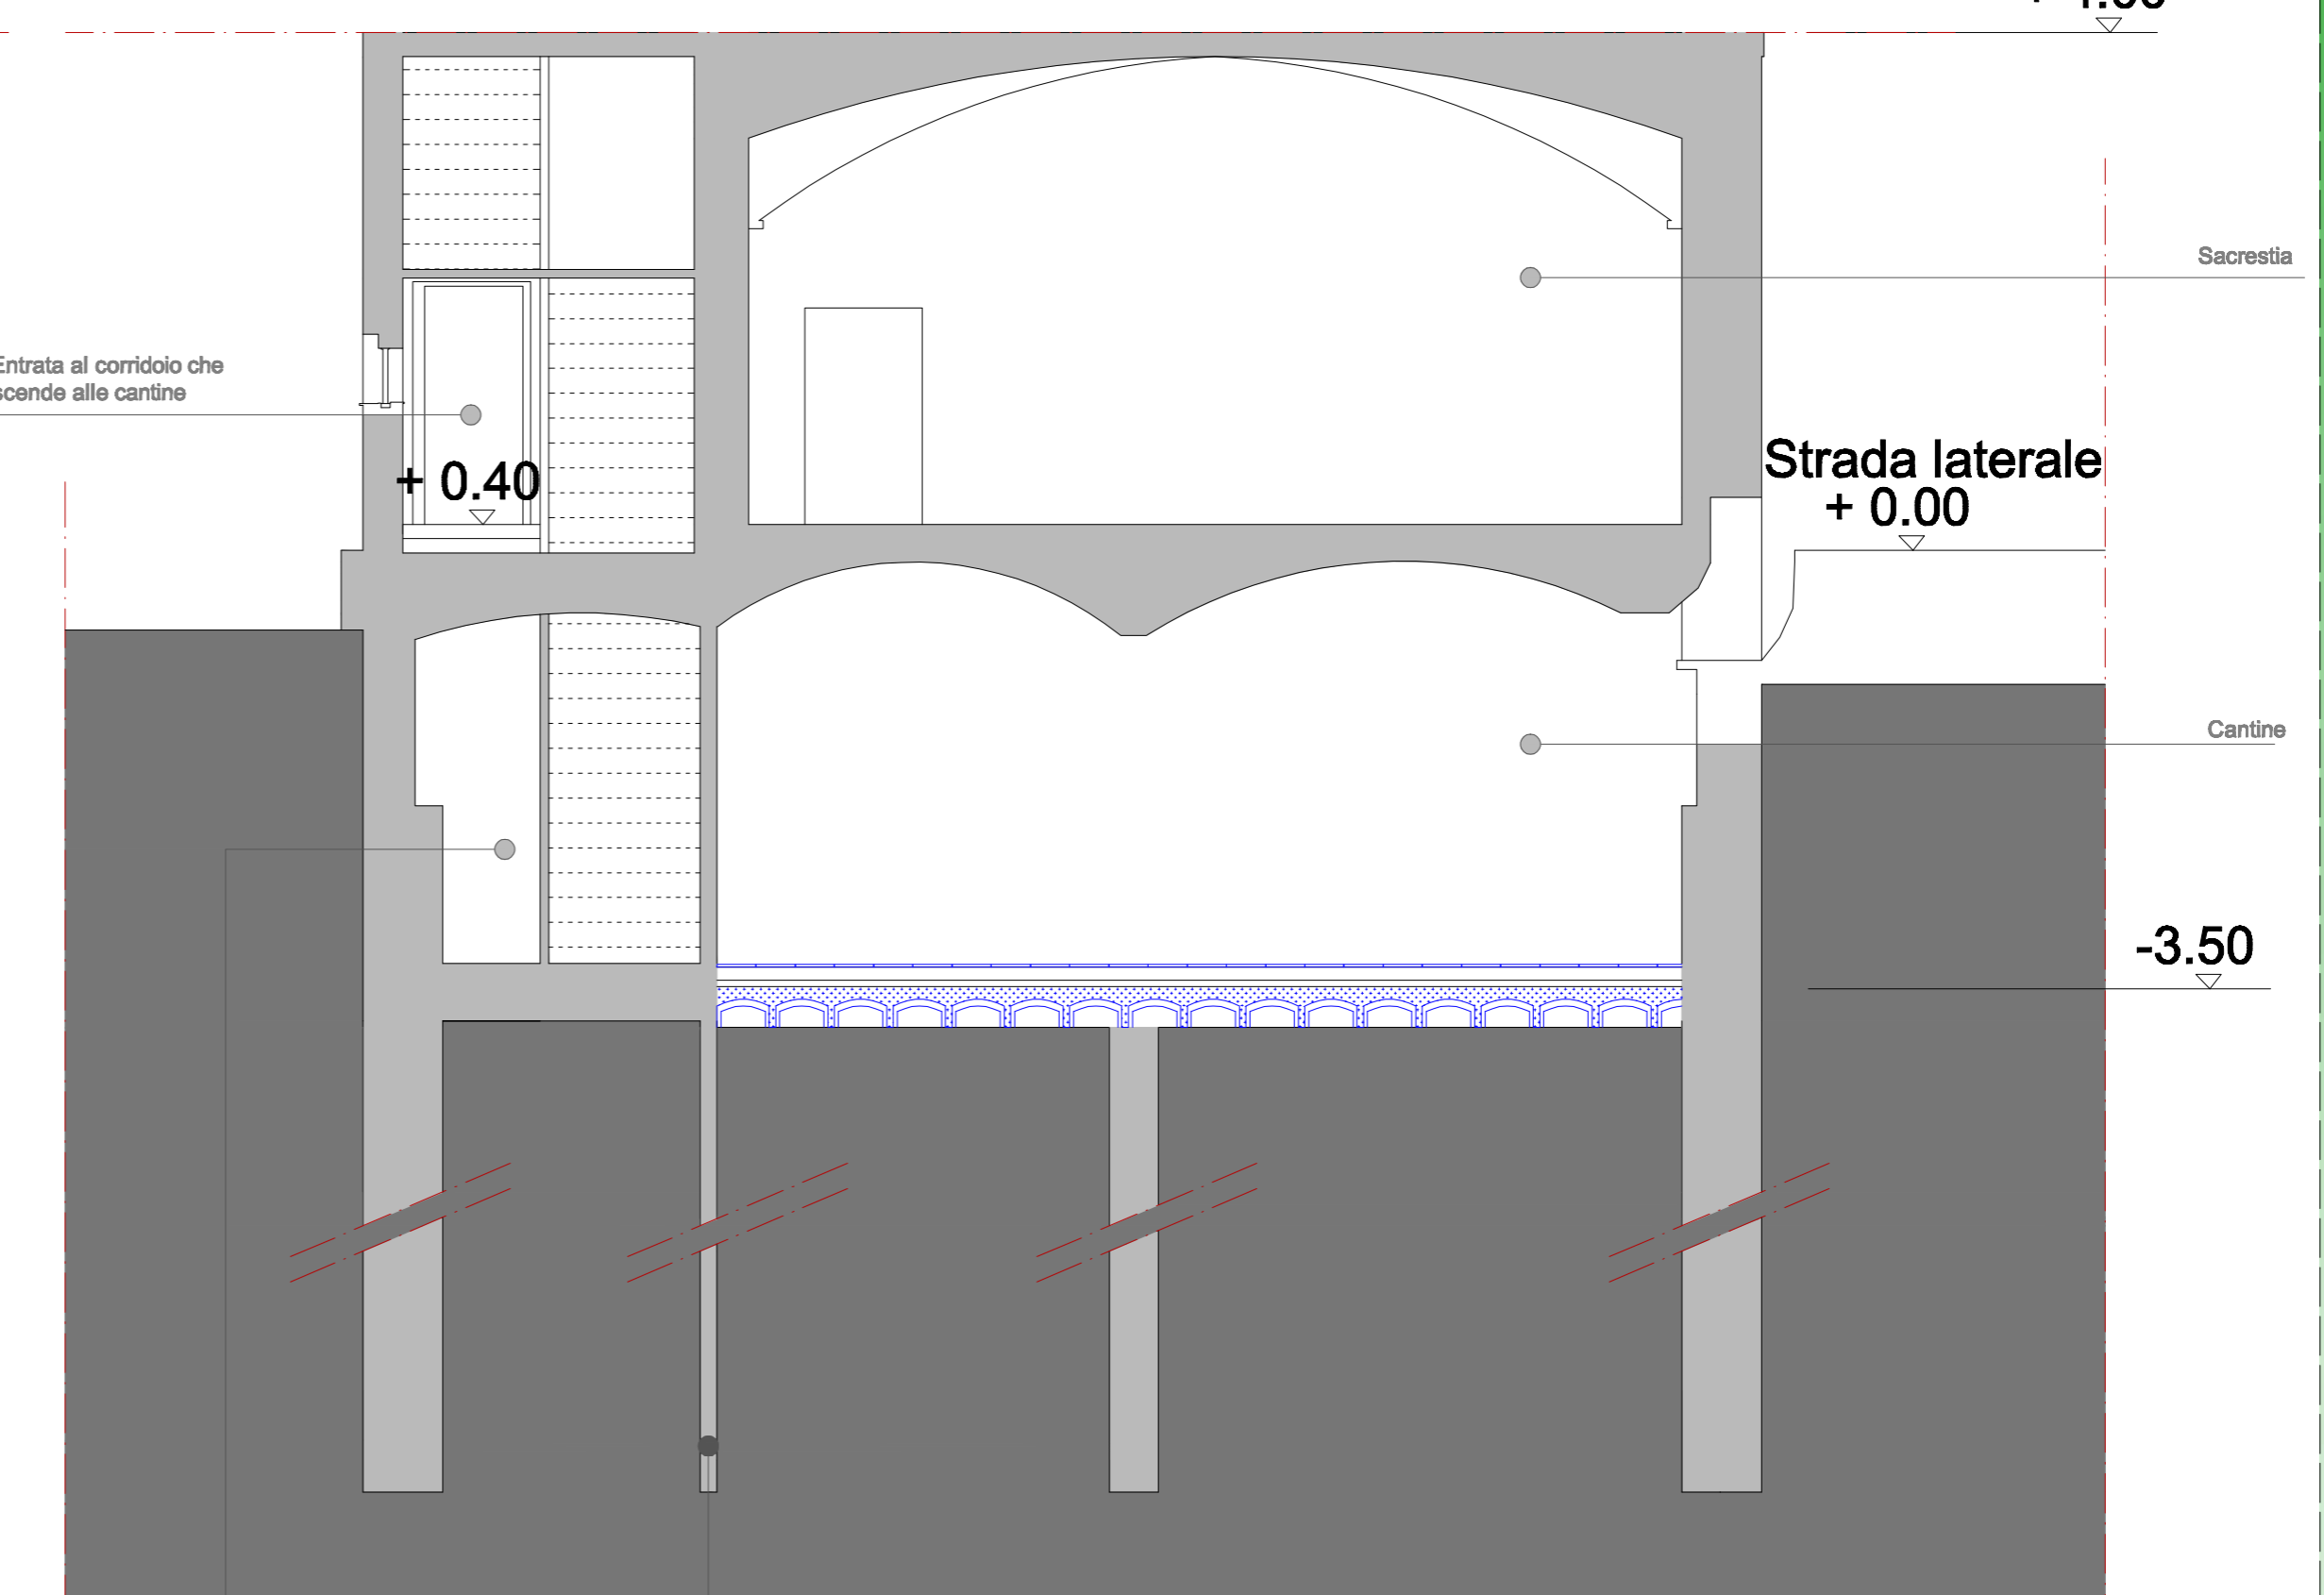 Sacrestia
Entrata al corridoio che
scende alle cantine
+ 0.40
Strada laterale
+ 0.00
Cantine
-3.50